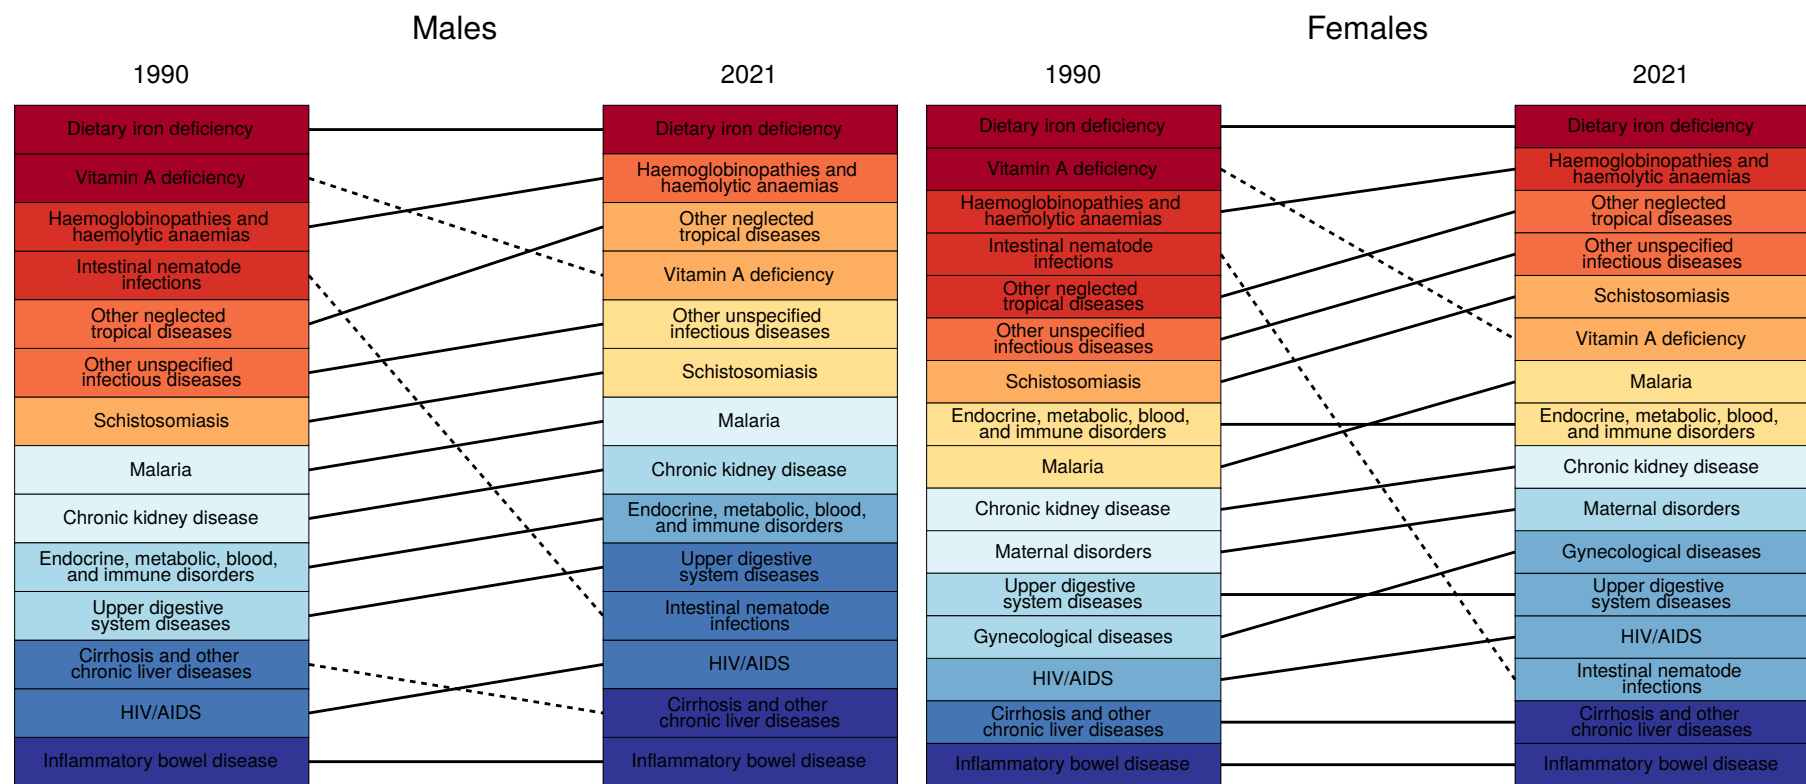 Males
1990
2021
Dietary iron deficiency
Vitamin A deficiency
Haemoglobinopathies and
haemolytic anaemias
Intestinal nematode
infections
Other neglected
tropical diseases
Other unspecified
infectious diseases
Schistosomiasis
Malaria
Chronic kidney disease
Endocrine, metabolic, blood,
and immune disorders
Upper digestive
system diseases
Cirrhosis and other
chronic liver diseases
HIV/AIDS
Inflammatory bowel disease
Dietary iron deficiency
Haemoglobinopathies and
haemolytic anaemias
Other neglected
tropical diseases
Vitamin A deficiency
Other unspecified
infectious diseases
Schistosomiasis
Malaria
Chronic kidney disease
Endocrine, metabolic, blood,
and immune disorders
Upper digestive
system diseases
Intestinal nematode
infections
HIV/AIDS
Cirrhosis and other
chronic liver diseases
Inflammatory bowel disease
Females
1990
2021
Dietary iron deficiency
Vitamin A deficiency
Haemoglobinopathies and
haemolytic anaemias
Intestinal nematode
infections
Other neglected
tropical diseases
Other unspecified
infectious diseases
Schistosomiasis
Endocrine, metabolic, blood,
and immune disorders
Malaria
Chronic kidney disease
Maternal disorders
Upper digestive
system diseases
Gynecological diseases
HIV/AIDS
Cirrhosis and other
chronic liver diseases
Inflammatory bowel disease
Dietary iron deficiency
Haemoglobinopathies and
haemolytic anaemias
Other neglected
tropical diseases
Other unspecified
infectious diseases
Schistosomiasis
Vitamin A deficiency
Malaria
Endocrine, metabolic, blood,
and immune disorders
Chronic kidney disease
Maternal disorders
Gynecological diseases
Upper digestive
system diseases
HIV/AIDS
Intestinal nematode
infections
Cirrhosis and other
chronic liver diseases
Inflammatory bowel disease